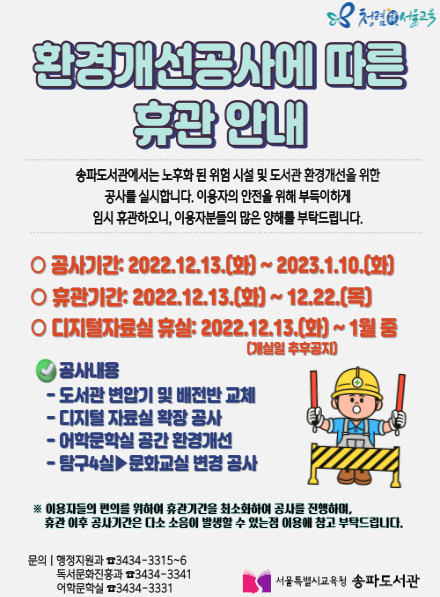 청렴 서울교육
환경개선공사에 따른
휴관 안내
송파도서관에서는 노후화 된 위험 시설 및 도서관 환경개선을 위한
공사를 실시합니다. 이용자의 안전을 위해 부득이하게
임시 휴관하오니, 이용자분들의 많은 양해를 부탁드립니다.
○ 공사기간: 2022.12.13.(화) ~ 2023.1.10.(화)
○ 휴관기간: 2022.12.13.(화) ~ 12.22.(목)
○ 디지털자료실 휴실: 2022.12.13.(화) ~ 1월 중
(개실일 추후공지)
공사내용
- 도서관 변압기 및 배전반 교체
- 디지털 자료실 확장 공사
- 어학문학실 공간 환경개선
- 탐구4실▶문화교실 변경 공사
※ 이용자들의 편의를 위하여 휴관기간을 최소화하여 공사를 진행하며,
휴관 이후 공사기간은 다소 소음이 발생할 수 있는점 이용에 참고 부탁드립니다.
문의 | 행정지원과 ☎3434-3315~6
독서문화진흥과 ☎3434-3341
어학문학실 ☎3434-3331
서울특별시교육청 송파도서관